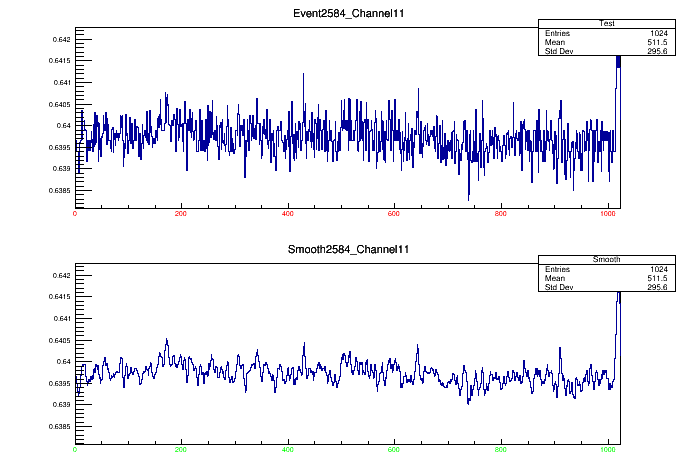 Event2584_Channel11
Test
Entries 1024
Mean 511.5
Std Dev 295.6
0.642
0.6415
0.641
0.6405
0.64
0.6395
0.639
0.6385
0 200 400 600 800 1000
Smooth2584_Channel11
Smooth
Entries 1024
Mean 511.5
Std Dev 295.6
0.642
0.6415
0.641
0.6405
0.64
0.6395
0.639
0.6385
0 200 400 600 800 1000